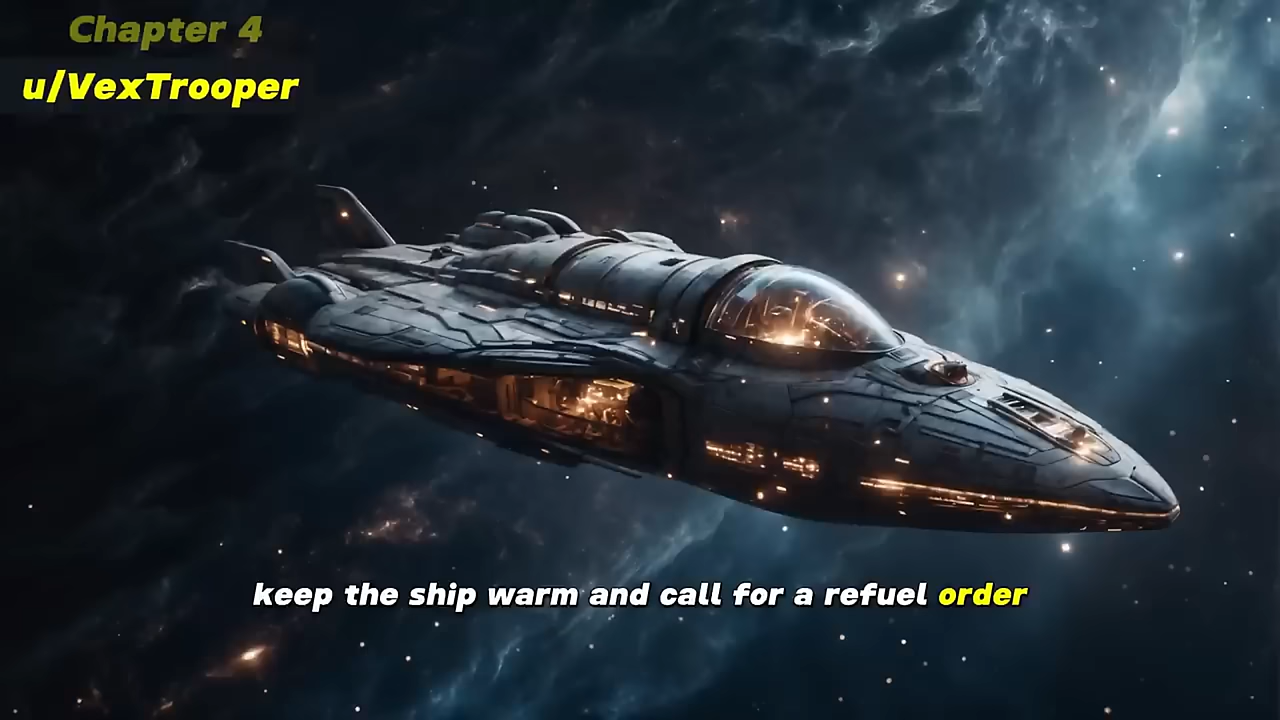 Chapter 4
u/VexTrooper
keep the ship warm and call for a refuel order